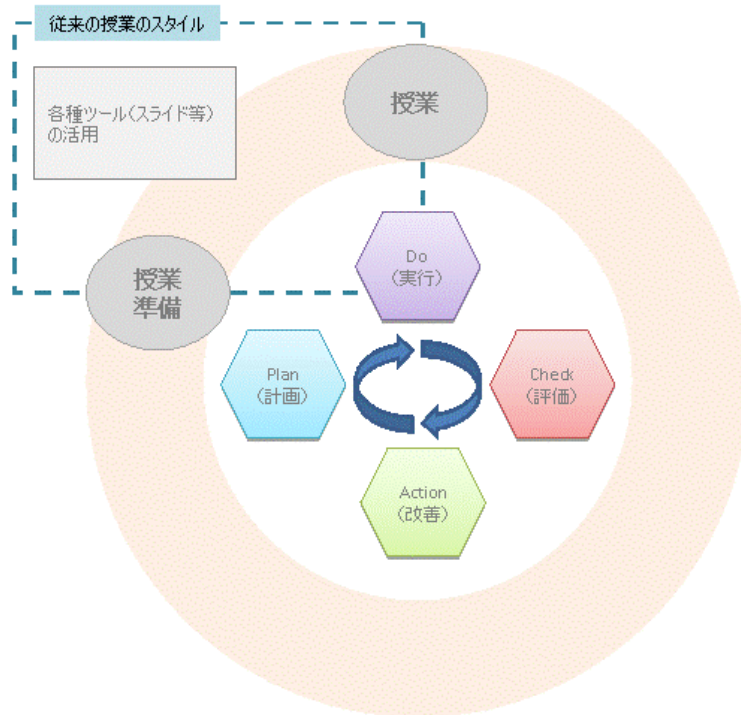 従来の授業のスタイル
各種ツール(スライド等)
の活用
授業
授業
準備
Do
(実行)
Plan
(計画)
Check
(評価)
Action
(改善)